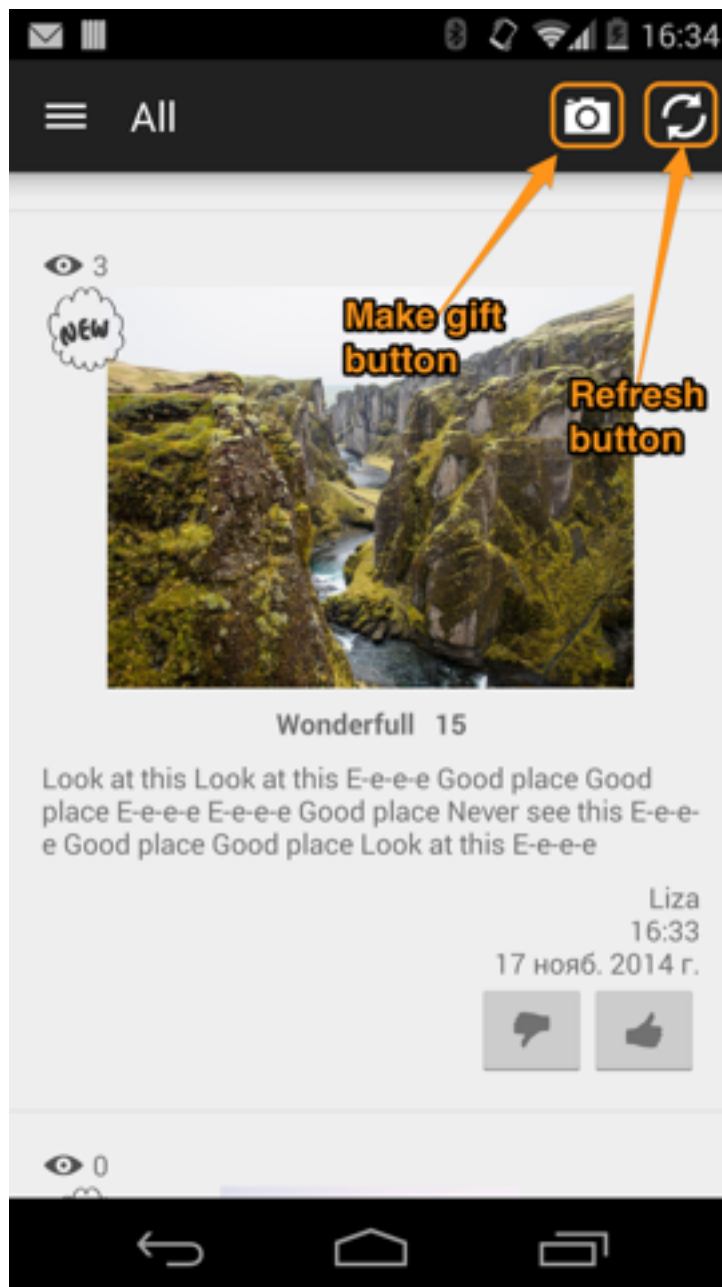 16:34
All
3
NEW
Make gift
button
Refresh
button
Wonderfull 15
Look at this Look at this E-e-e-e Good place Good
place E-e-e-e E-e-e-e Good place Never see this E-e-e-
e Good place Good place Look at this E-e-e-e
Liza
16:33
17 нояб. 2014 г.
0